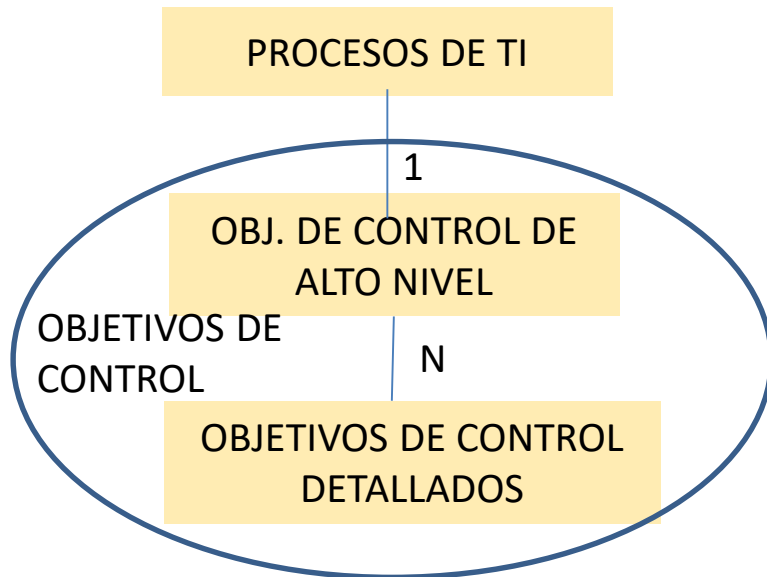 PROCESOS DE TI
1
OBJ. DE CONTROL DE
ALTO NIVEL
OBJETIVOS DE
CONTROL
N
OBJETIVOS DE CONTROL
DETALLADOS